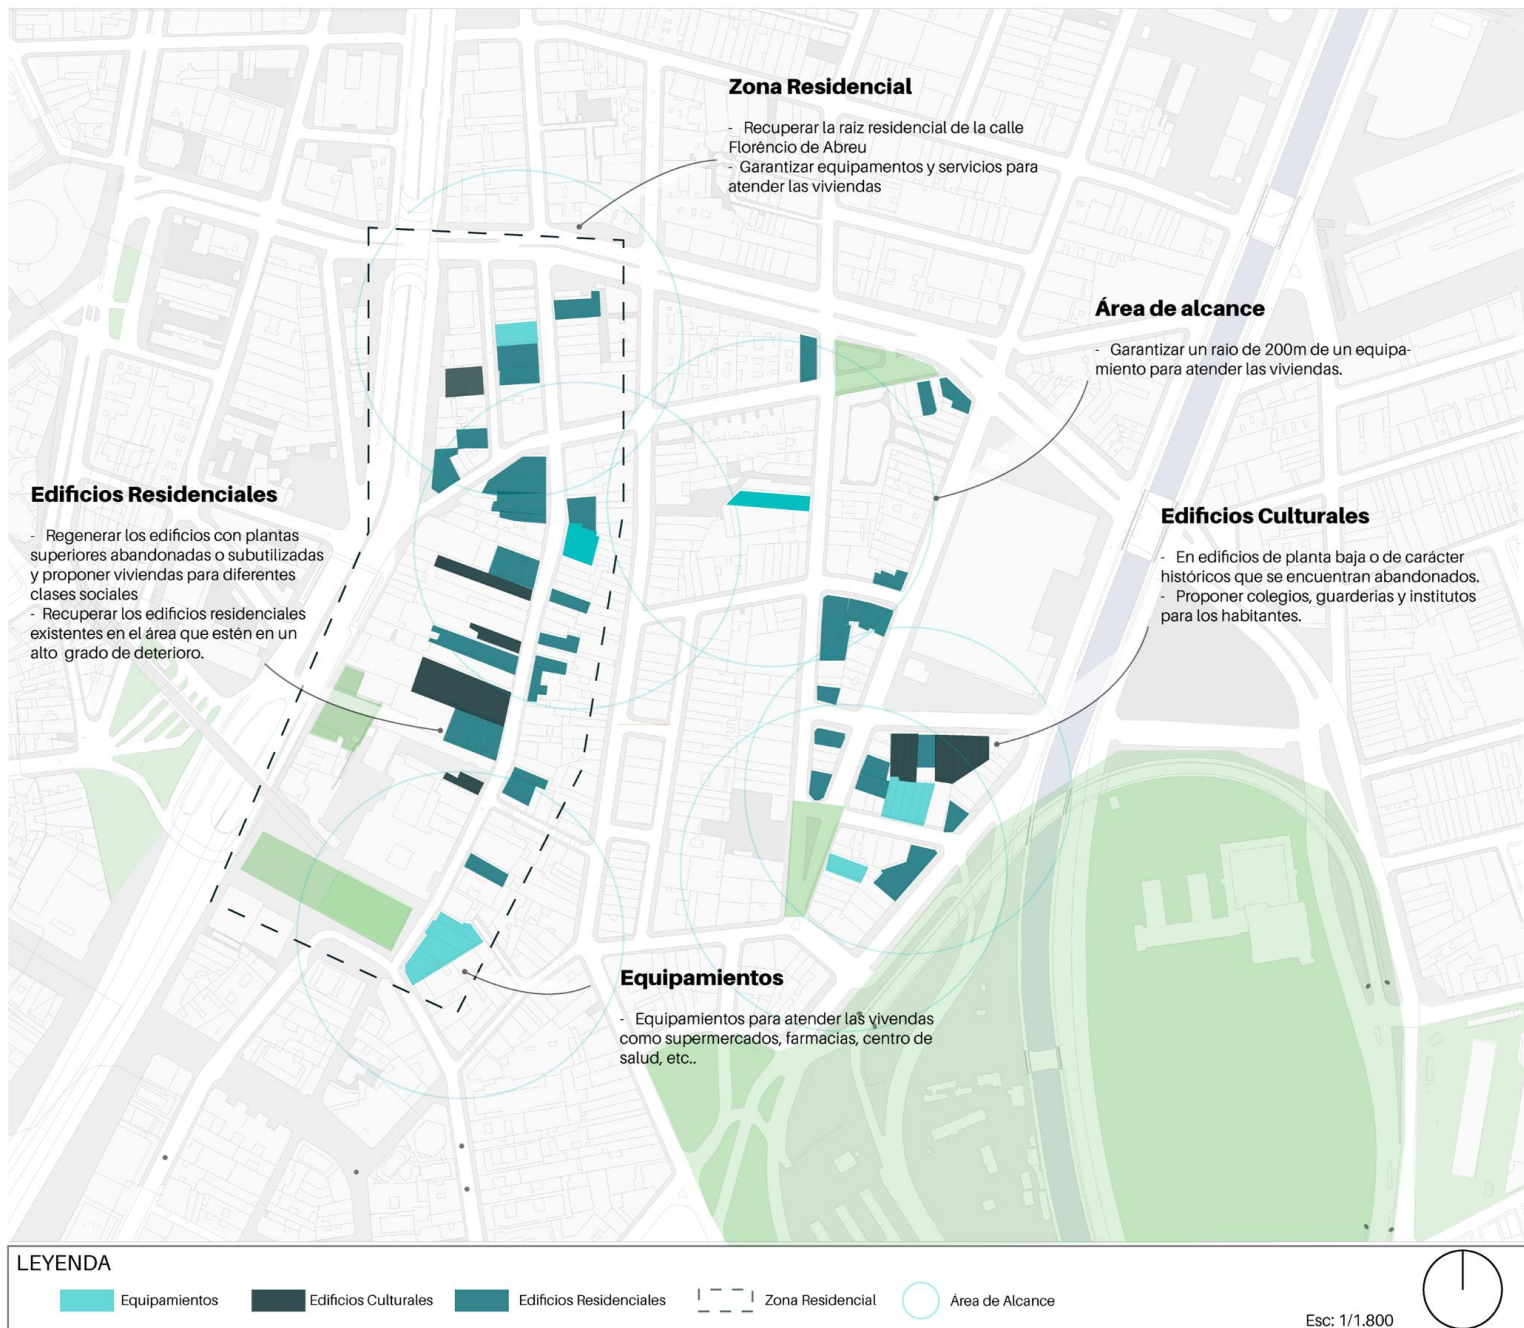 Zona Residencial
- Recuperar la raiz residencial de la calle
Florêncio de Abreu
- Garantizar equipamentos y servicios para
atender las viviendas
Área de alcance
- Garantizar un raio de 200m de un equipa-
miento para atender las viviendas.
Edificios Residenciales
- Regenerar los edificios con plantas
superiores abandonadas o subutilizadas
y proponer viviendas para diferentes
clases sociales
- Recuperar los edificios residenciales
existentes en el área que estén en un
alto grado de deterioro.
Edificios Culturales
- En edificios de planta baja o de carácter
históricos que se encuentran abandonados.
- Proponer colegios, guarderias y institutos
para los habitantes.
Equipamientos
- Equipamientos para atender las vivendas
como supermercados, farmacias, centro de
salud, etc..
LEYENDA
Equipamientos
Edificios Culturales
Edificios Residenciales
Zona Residencial
Área de Alcance
Esc: 1/1.800